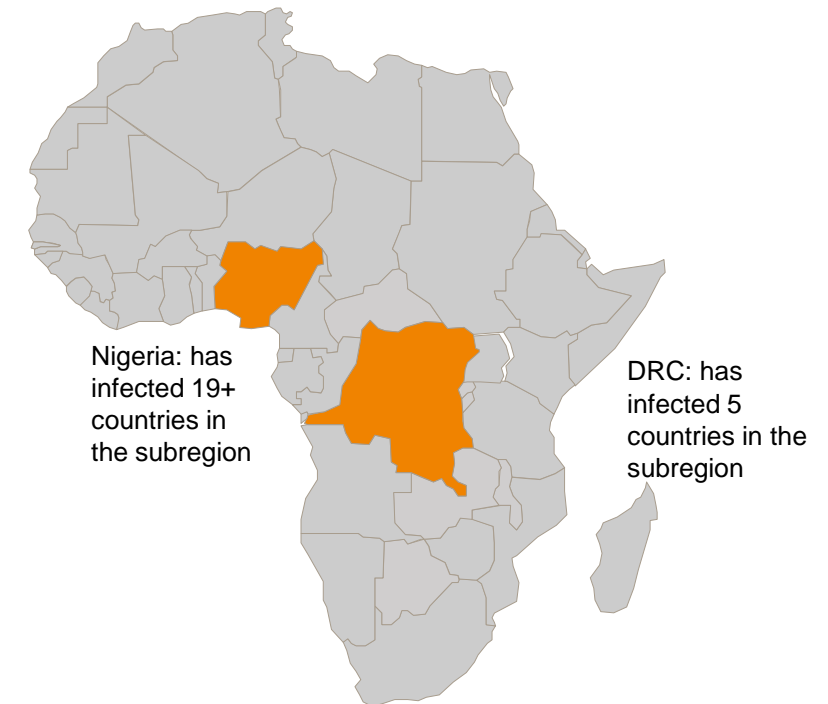 Nigeria: has
infected 19+
countries in
the subregion
DRC: has
infected 5
countries in the
subregion